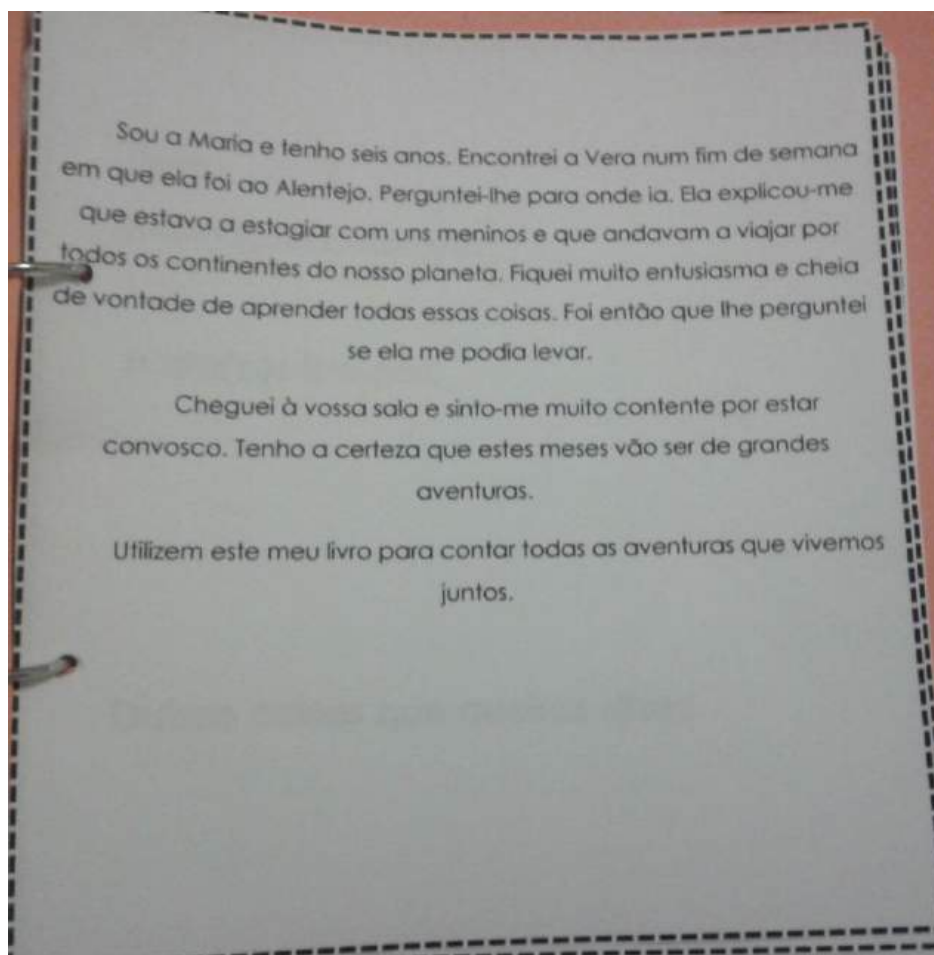 Sou a Maria e tenho seis anos. Encontrei a Vera num fim de semana
em que ela foi ao Alentejo. Perguntei-lhe para onde ia. Ela explicou-me
que estava a estagiar com uns meninos e que andavam a viajar por
todos os continentes do nosso planeta. Fiquei muito entusiasma e cheia
de vontade de aprender todas essas coisas. Foi então que lhe perguntei
se ela me podia levar.
Cheguei à vossa sala e sinto-me muito contente por estar
convosco. Tenho a certeza que estes meses vão ser de grandes
aventuras.
Utilizem este meu livro para contar todas as aventuras que vivemos
juntos.